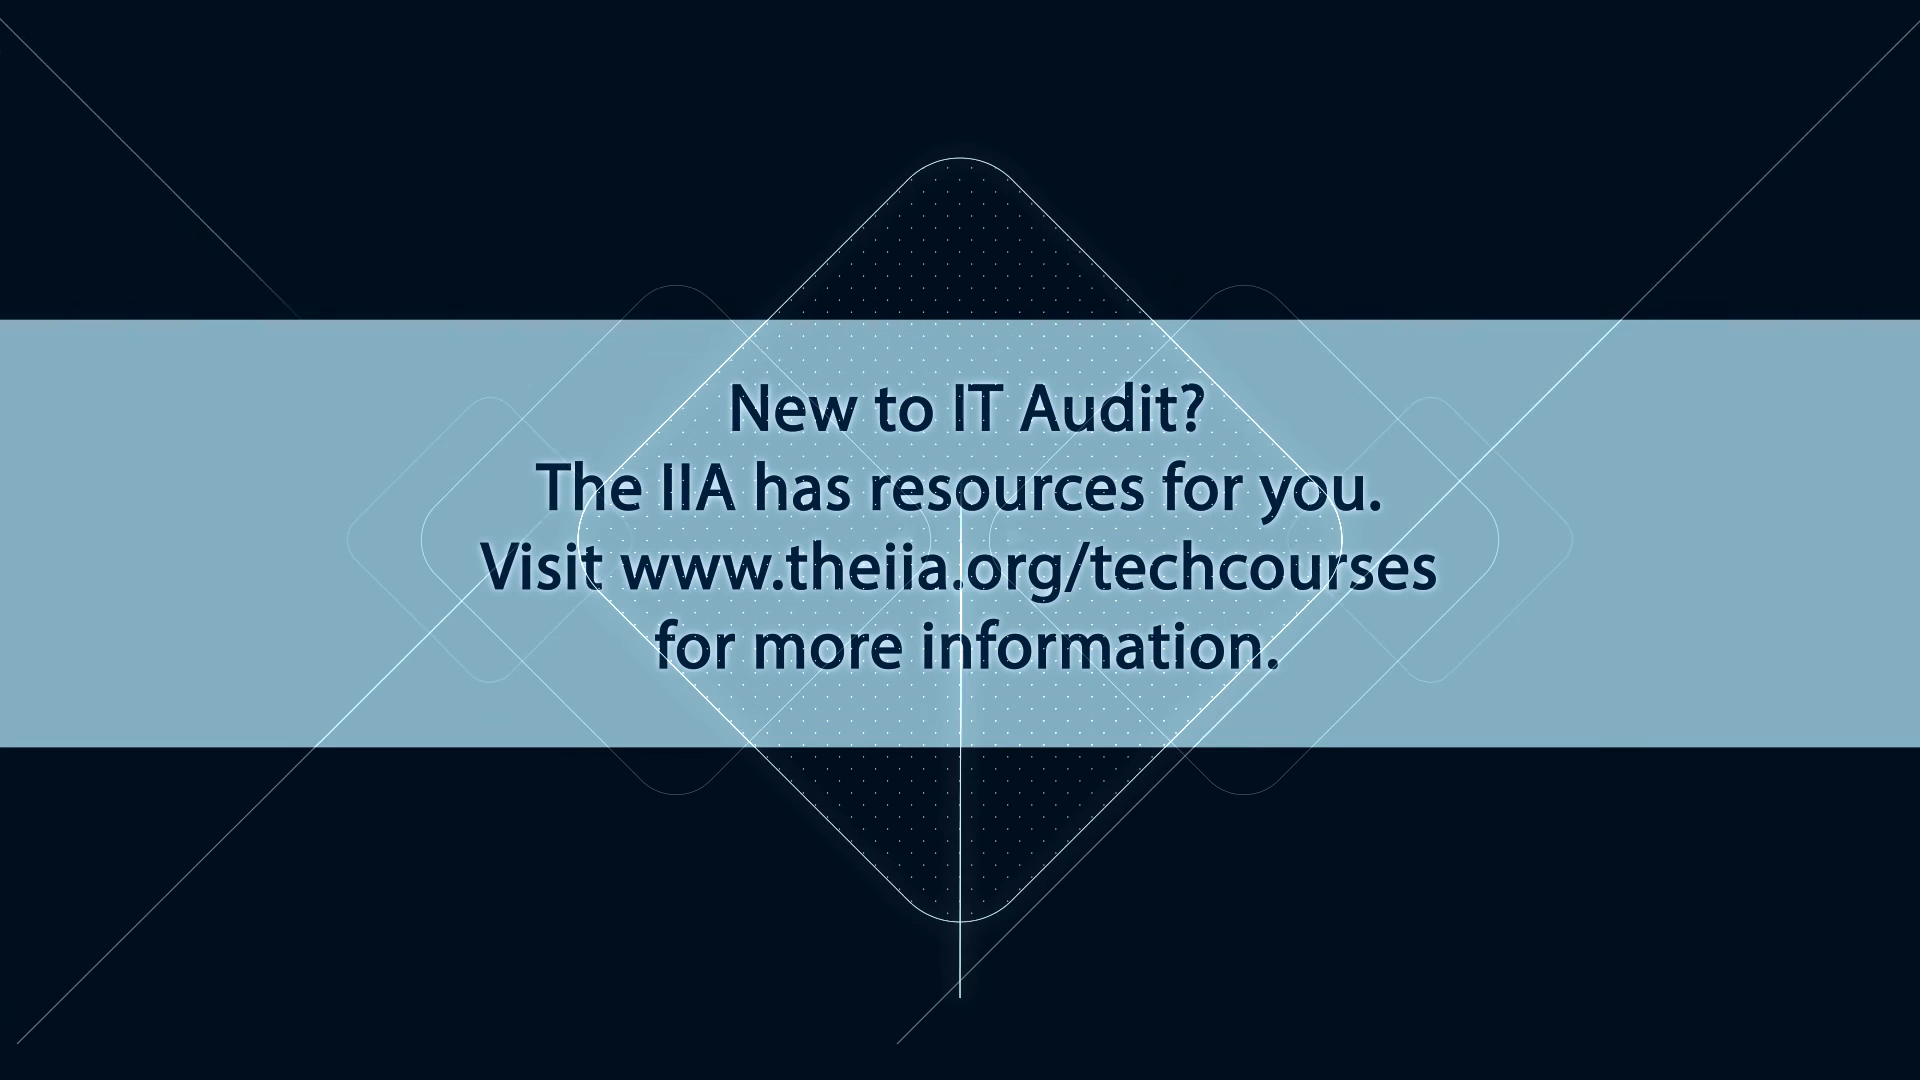 New to IT Audit?
The IIA has resources for you.
Visit www.theiia.org/techcourses
for more information.